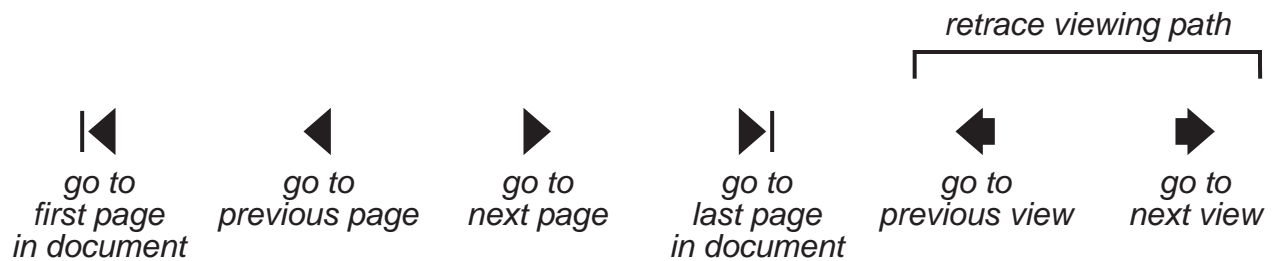 retrace viewing path
go to
first page
in document
go to
previous page
go to
next page
go to
last page
in document
go to
previous view
go to
next view